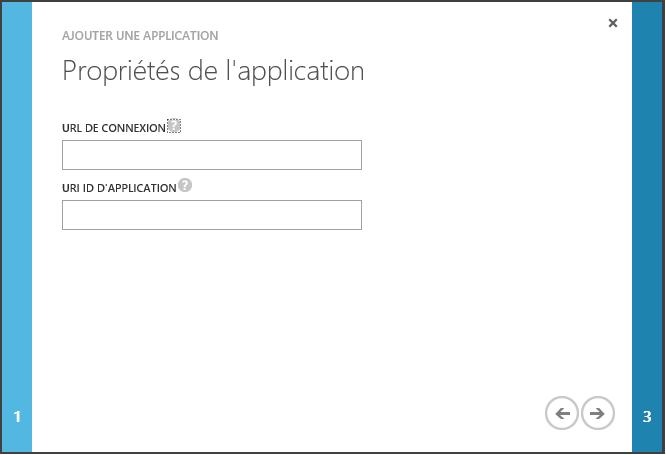 AJOUTER UNE APPLICATION
Propriétés de l'application
URL DE CONNEXION ?
URI ID D'APPLICATION ?
1
3